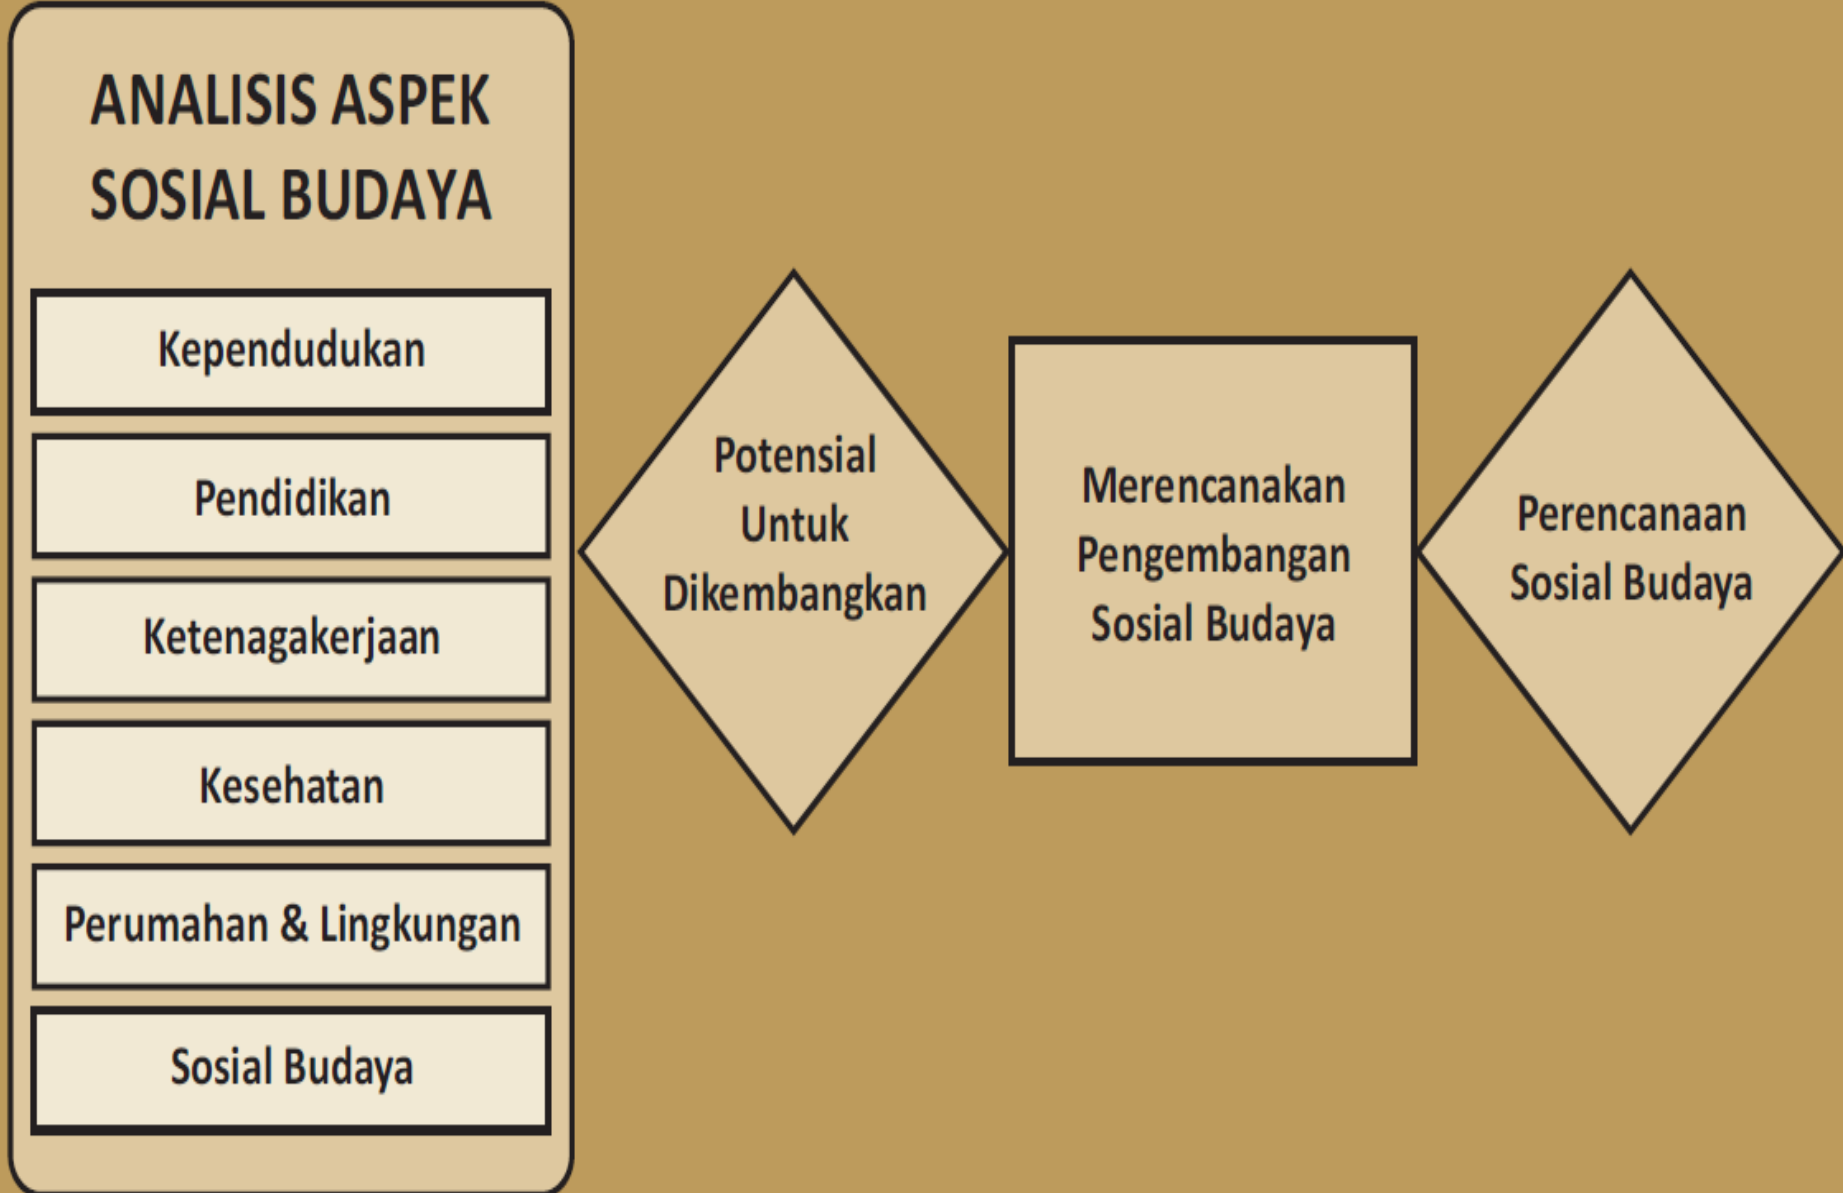 ANALISIS ASPEK
SOSIAL BUDAYA
Kependudukan
Pendidikan
Ketenagakerjaan
Kesehatan
Perumahan & Lingkungan
Sosial Budaya
Potensial
Untuk
Dikembangkan
Merencanakan
Pengembangan
Sosial Budaya
Perencanaan
Sosial Budaya